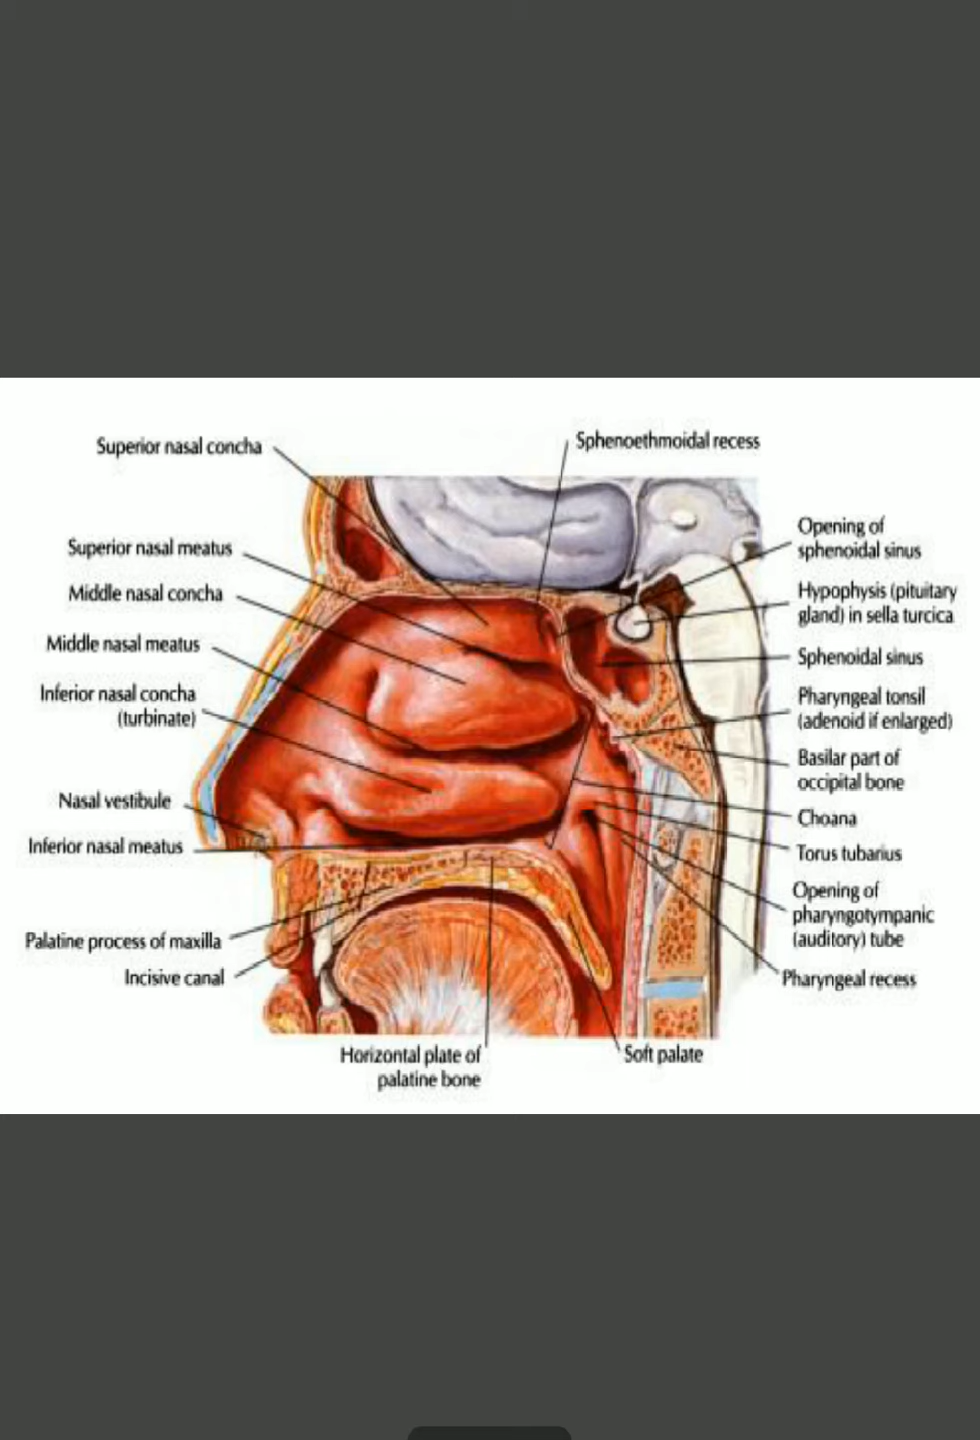 Superior nasal concha
Superior nasal meatus
Middle nasal concha
Middle nasal meatus
Inferior nasal concha
(turbinate)
Nasal vestibule
Inferior nasal meatus
Palatine process of maxilla
Incisive canal
Horizontal plate of
palatine bone
Sphenoethmoidal recess
Opening of
sphenoidal sinus
Hypophysis (pituitary
gland) in sella turcica
Sphenoidal sinus
Pharyngeal tonsil
(adenoid if enlarged)
Basilar part of
occipital bone
Choana
Torus tubarius
Opening of
pharyngotympanic
(auditory) tube
Pharyngeal recess
Soft palate